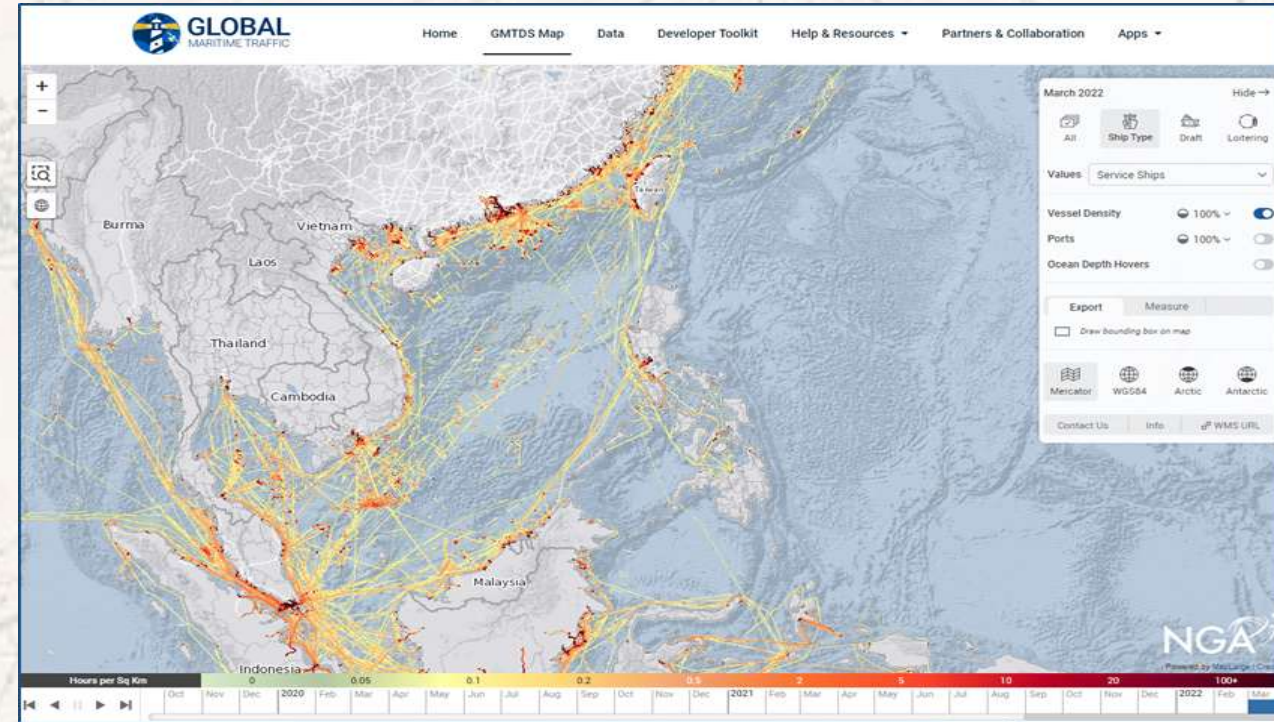 GLOBAL
MARITIME TRAFFIC
Home GMTDS Map Data Developer Toolkit Help & Resources Partners & Collaboration Apps
+
−
March 2022 Hide →
All Ship Type Draft Loitering
Values Service Ships
Vessel Density 100%
Ports 100%
Ocean Depth Hovers
Export Measure
Draw bounding box on map
Mercator WGS84 Arctic Antarctic
Contact Us Info WMS URL
Taiwan
Burma
Vietnam
Laos
Thailand
Cambodia
Malaysia
Indonesia
NGA
Powered by MapLarge
Hours per Sq Km 0 0.05 0.1 0.2 0.5 2 5 10 20 100+
Oct Nov Dec 2020 Feb Mar Apr May Jun Jul Aug Sep Oct Nov Dec 2021 Feb Mar Apr May Jun Jul Aug Sep Oct Nov Dec 2022 Feb Mar